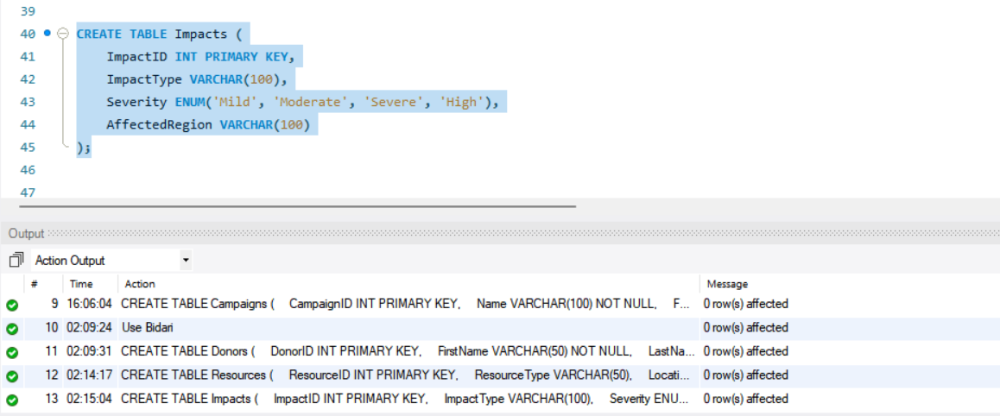 39
40 CREATE TABLE Impacts (
41 ImpactID INT PRIMARY KEY,
42 ImpactType VARCHAR(100),
43 Severity ENUM('Mild', 'Moderate', 'Severe', 'High'),
44 AffectedRegion VARCHAR(100)
45 );
46
47
Output
Action Output
# Time Action Message
9 16:06:04 CREATE TABLE Campaigns ( CampaignID INT PRIMARY KEY, Name VARCHAR(100) NOT NULL, F... 0 row(s) affected
10 02:09:24 Use Bidari 0 row(s) affected
11 02:09:31 CREATE TABLE Donors ( DonorID INT PRIMARY KEY, FirstName VARCHAR(50) NOT NULL, LastNa... 0 row(s) affected
12 02:14:17 CREATE TABLE Resources ( ResourceID INT PRIMARY KEY, ResourceType VARCHAR(50), Locati... 0 row(s) affected
13 02:15:04 CREATE TABLE Impacts ( ImpactID INT PRIMARY KEY, ImpactType VARCHAR(100), Severity ENU... 0 row(s) affected